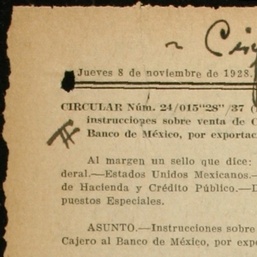 Jueves 8 de noviembre de 1928.
CIRCULAR Núm. 24/015"28"/37 (
instrucciones sobre venta de C
Banco de México, por exportac
Al margen un sello que dice:
deral.—Estados Unidos Mexicanos.—
de Hacienda y Crédito Público.—D
puestos Especiales.
ASUNTO.—Instrucciones sobre
Cajero al Banco de México, por expo